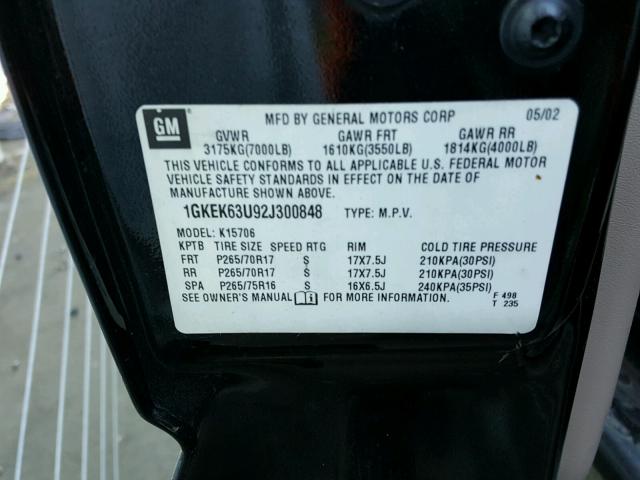 GM
MFD BY GENERAL MOTORS CORP 05/02
GVWR GAWR FRT GAWR RR
3175KG(7000LB) 1610KG(3550LB) 1814KG(4000LB)
THIS VEHICLE CONFORMS TO ALL APPLICABLE U.S. FEDERAL MOTOR
VEHICLE SAFETY STANDARDS IN EFFECT ON THE DATE OF
MANUFACTURE SHOWN ABOVE.
1GKEK63U92J300848 TYPE: M.P.V.
MODEL: K15706
KPTB TIRE SIZE SPEED RTG RIM COLD TIRE PRESSURE
FRT P265/70R17 S 17X7.5J 210KPA(30PSI)
RR P265/70R17 S 17X7.5J 210KPA(30PSI)
SPA P265/75R16 S 16X6.5J 240KPA(35PSI)
SEE OWNER'S MANUAL FOR MORE INFORMATION.
F 498
T 235